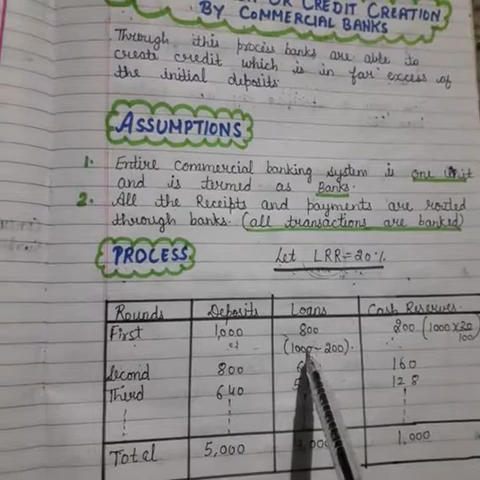 OR CREDIT CREATION
BY COMMERCIAL BANKS
Through this process banks are able to
create credit which is in far excess of
the initial deposits
ASSUMPTIONS
1. Entire commercial banking system is one unit
and is termed as Banks.
2. All the Receipts and payments are routed
through banks. (all transactions are banked)
PROCESS
Let LRR=20%
Rounds Deposits Loans Cash Reserves.
First 1,000 800 200 (1000×20/100
(1000-200).
Second 800 160
Third 640 128
Total 5,000 1,000